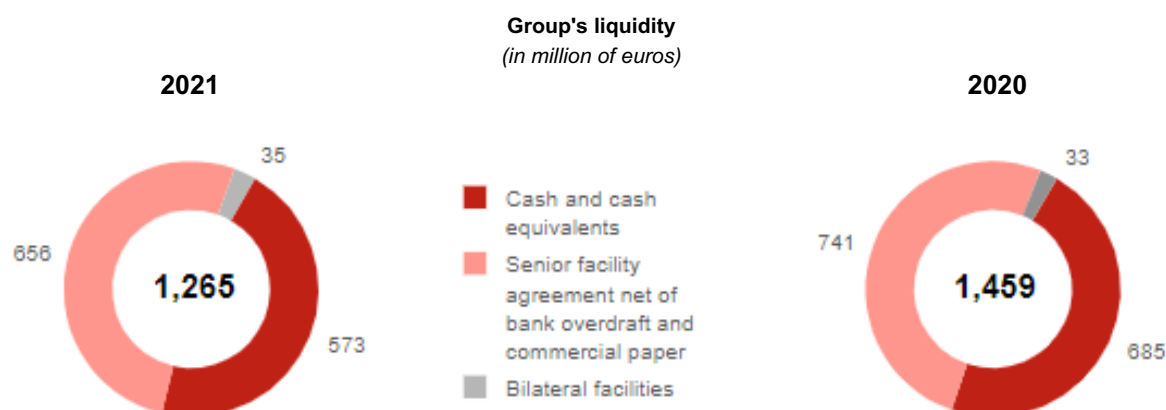 Group's liquidity
(in million of euros)
2021
2020
35
656
1,265
573
Cash and cash
equivalents
Senior facility
agreement net of
bank overdraft and
commercial paper
Bilateral facilities
33
741
1,459
685